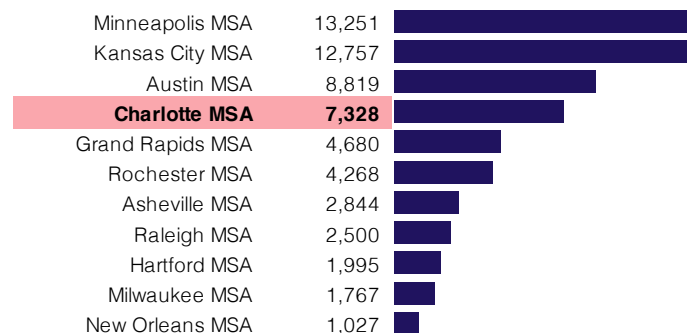 Minneapolis MSA 13,251
Kansas City MSA 12,757
Austin MSA 8,819
Charlotte MSA 7,328
Grand Rapids MSA 4,680
Rochester MSA 4,268
Asheville MSA 2,844
Raleigh MSA 2,500
Hartford MSA 1,995
Milwaukee MSA 1,767
New Orleans MSA 1,027